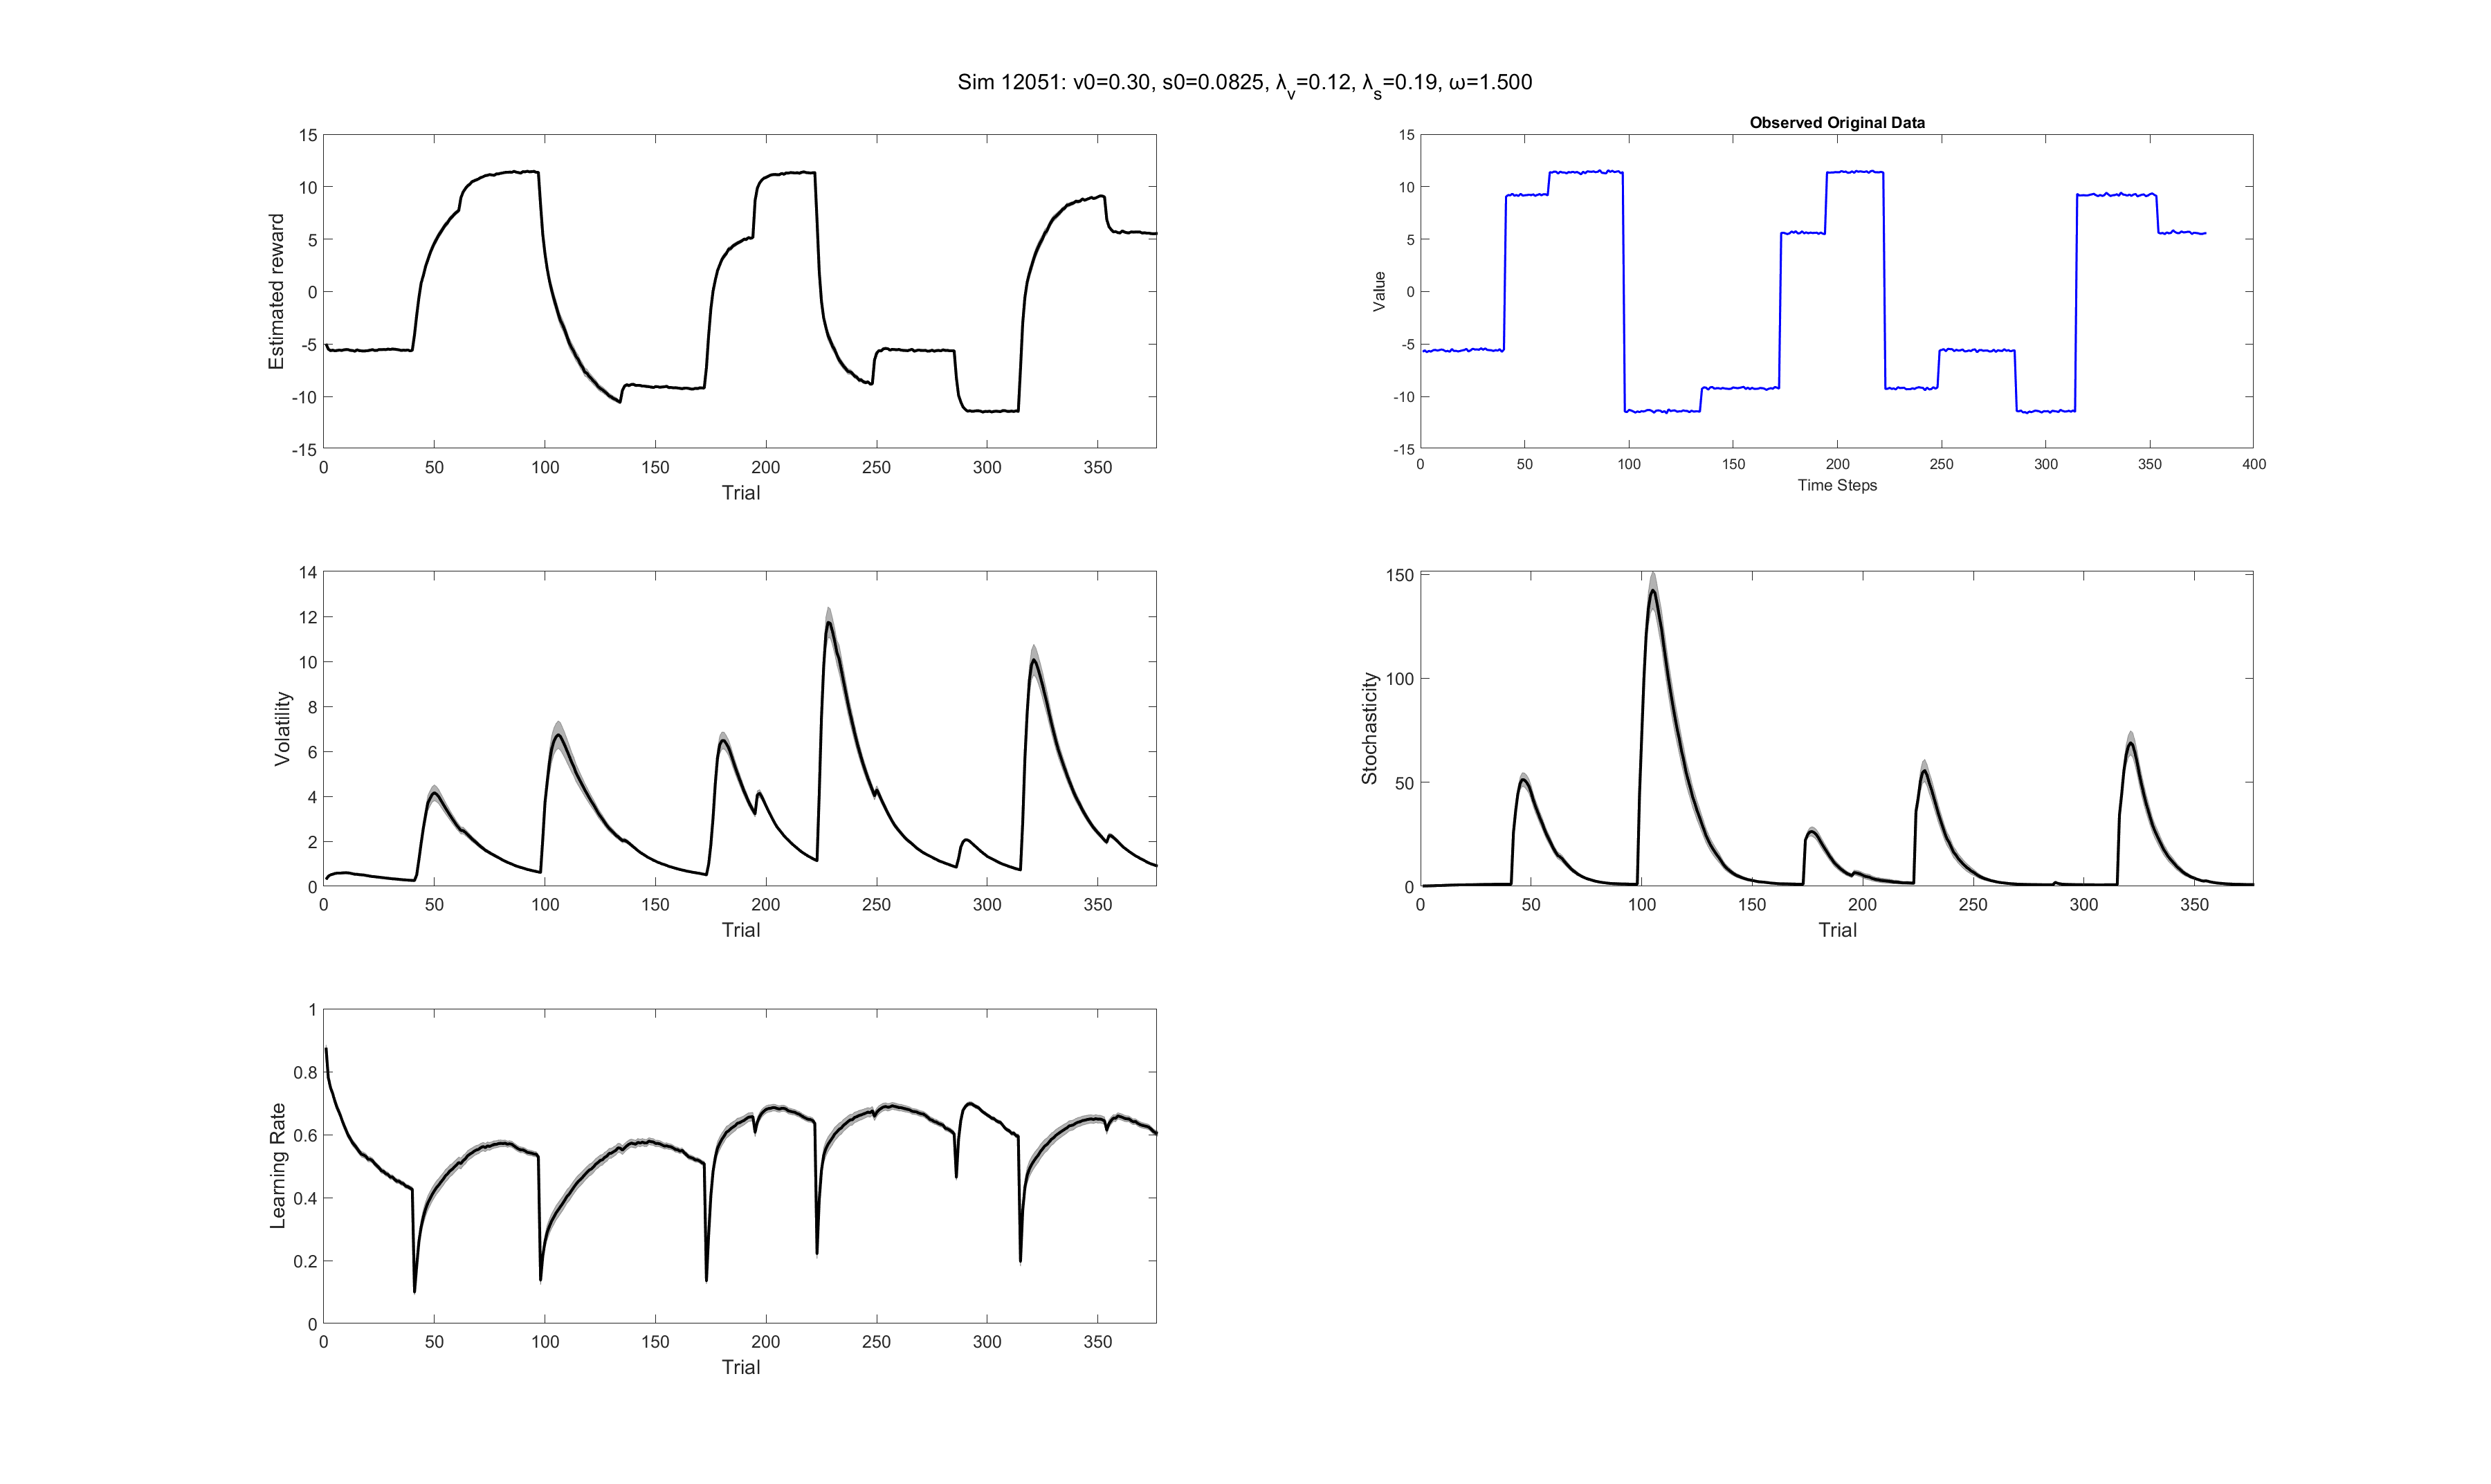 Sim 12051: v0=0.30, s0=0.0825, λv=0.12, λs=0.19, ω=1.500
15
10
5
0
-5
-10
-15
Estimated reward
0 50 100 150 200 250 300 350
Trial
Observed Original Data
15
10
5
0
-5
-10
-15
Value
0 50 100 150 200 250 300 350 400
Time Steps
14
12
10
8
6
4
2
0
Volatility
0 50 100 150 200 250 300 350
Trial
150
100
50
0
Stochasticity
0 50 100 150 200 250 300 350
Trial
1
0.8
0.6
0.4
0.2
0
Learning Rate
0 50 100 150 200 250 300 350
Trial